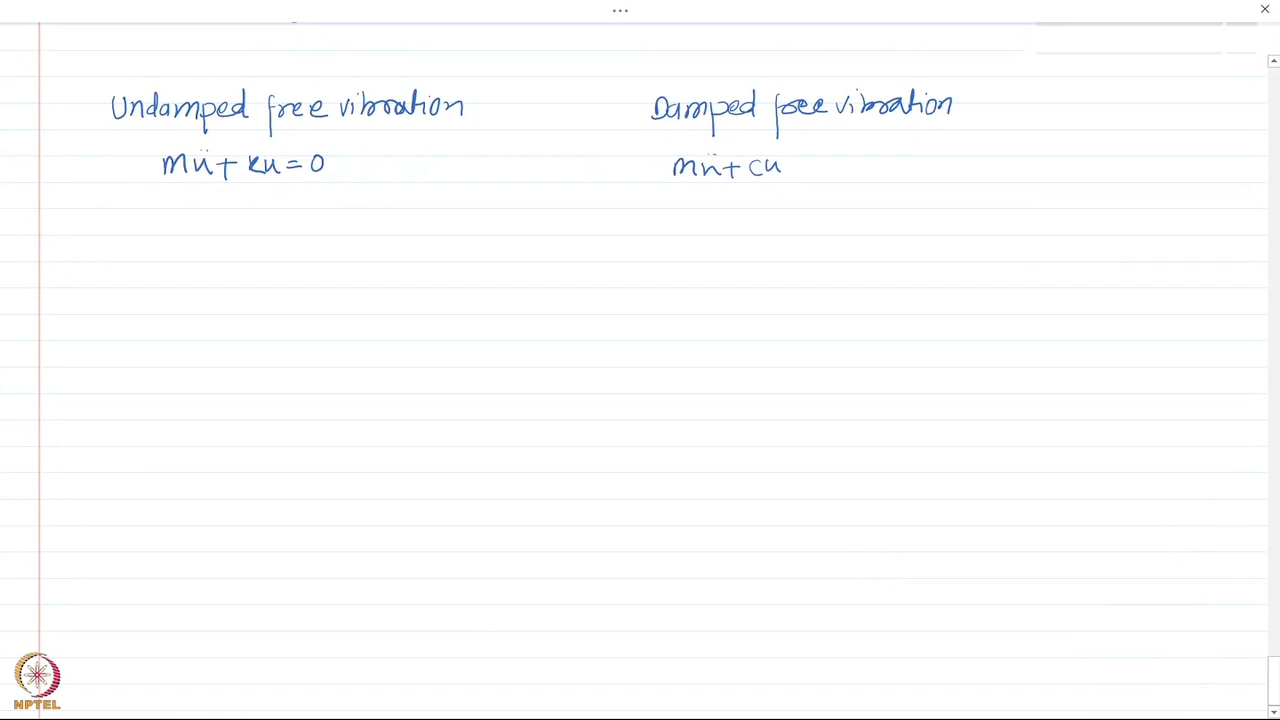 Undamped free vibration
Damped free vibration
mü + ku = 0
mü + cu
NPTEL